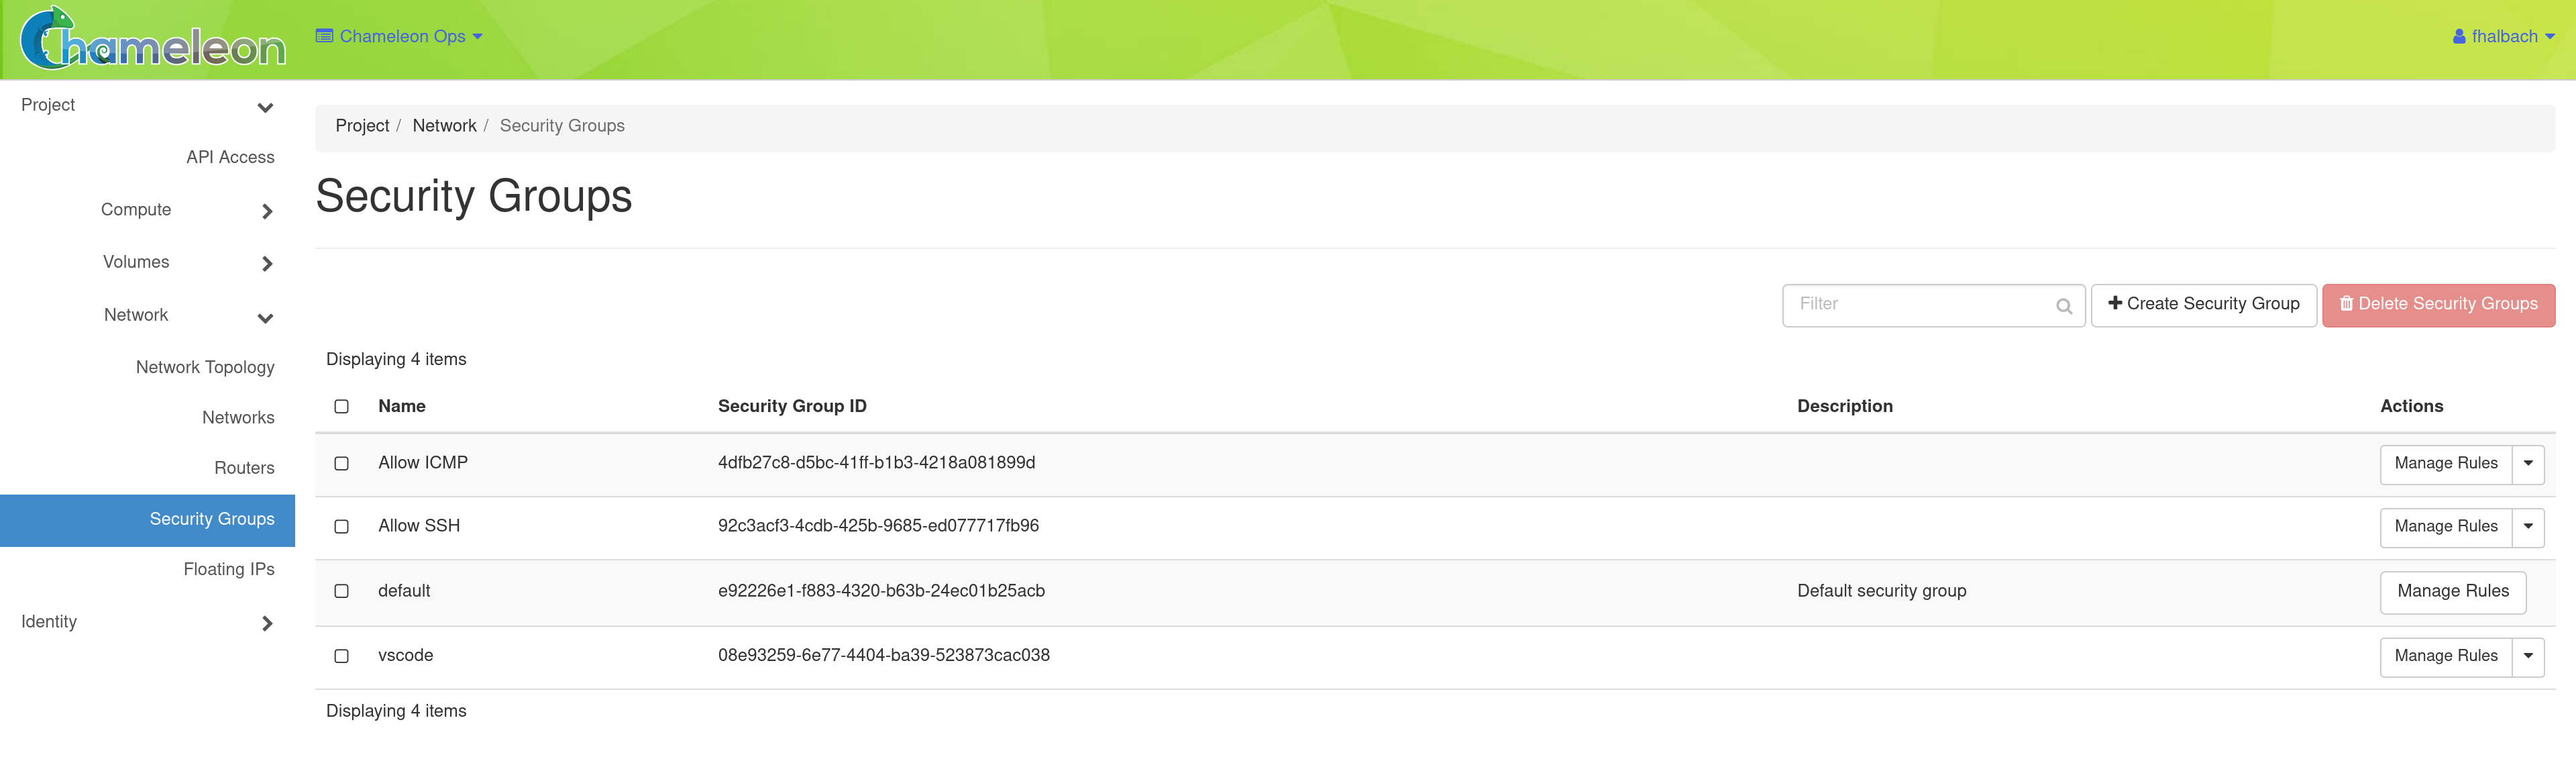 Chameleon
Chameleon Ops
fhalbach
Project
API Access
Compute
Volumes
Network
Network Topology
Networks
Routers
Security Groups
Floating IPs
Identity
Project / Network / Security Groups
Security Groups
Filter
Create Security Group
Delete Security Groups
Displaying 4 items
Name Security Group ID Description Actions
Allow ICMP 4dfb27c8-d5bc-41ff-b1b3-4218a081899d Manage Rules
Allow SSH 92c3acf3-4cdb-425b-9685-ed077717fb96 Manage Rules
default e92226e1-f883-4320-b63b-24ec01b25acb Default security group Manage Rules
vscode 08e93259-6e77-4404-ba39-523873cac038 Manage Rules
Displaying 4 items